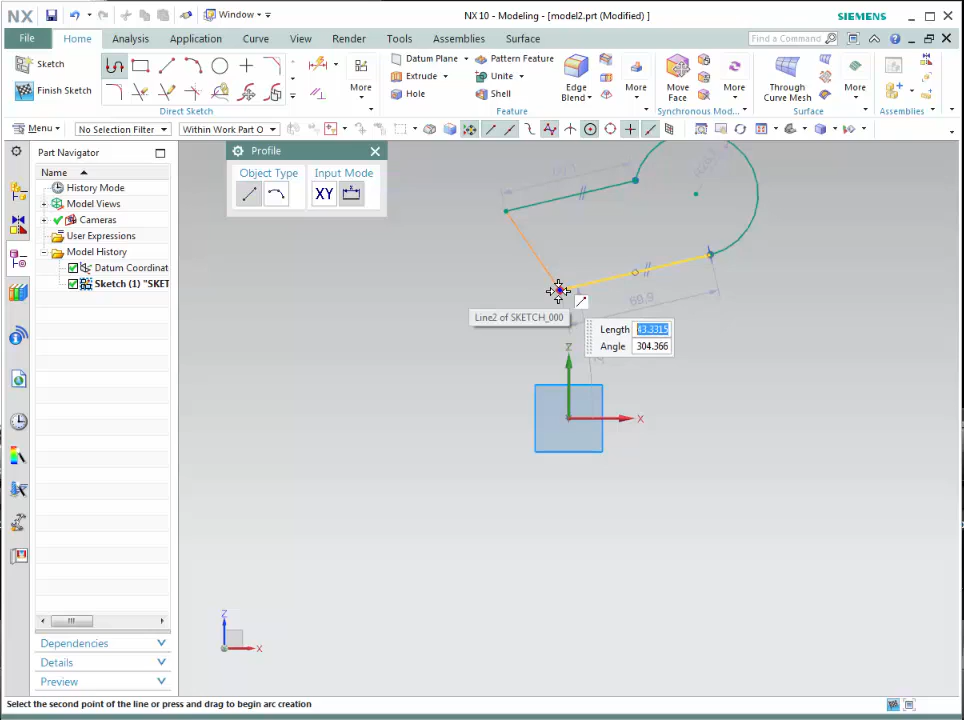 NX
Window
NX 10 - Modeling - [model2.prt (Modified) ]
SIEMENS
File
Home
Analysis
Application
Curve
View
Render
Tools
Assemblies
Surface
Find a Command
Sketch
Finish Sketch
Direct Sketch
More
Datum Plane
Extrude
Hole
Pattern Feature
Unite
Shell
Edge Blend
More
Feature
Move Face
More
Synchronous Mod...
Through Curve Mesh
More
Surface
Assemblies
Menu
No Selection Filter
Within Work Part O
Part Navigator
Name
History Mode
Model Views
Cameras
User Expressions
Model History
Datum Coordinat
Sketch (1) "SKET
Dependencies
Details
Preview
Profile
Object Type
Input Mode
XY
68.9
Line2 of SKETCH_000
Length
43.3315
Angle
304.366
Z
X
Z
X
Select the second point of the line or press and drag to begin arc creation